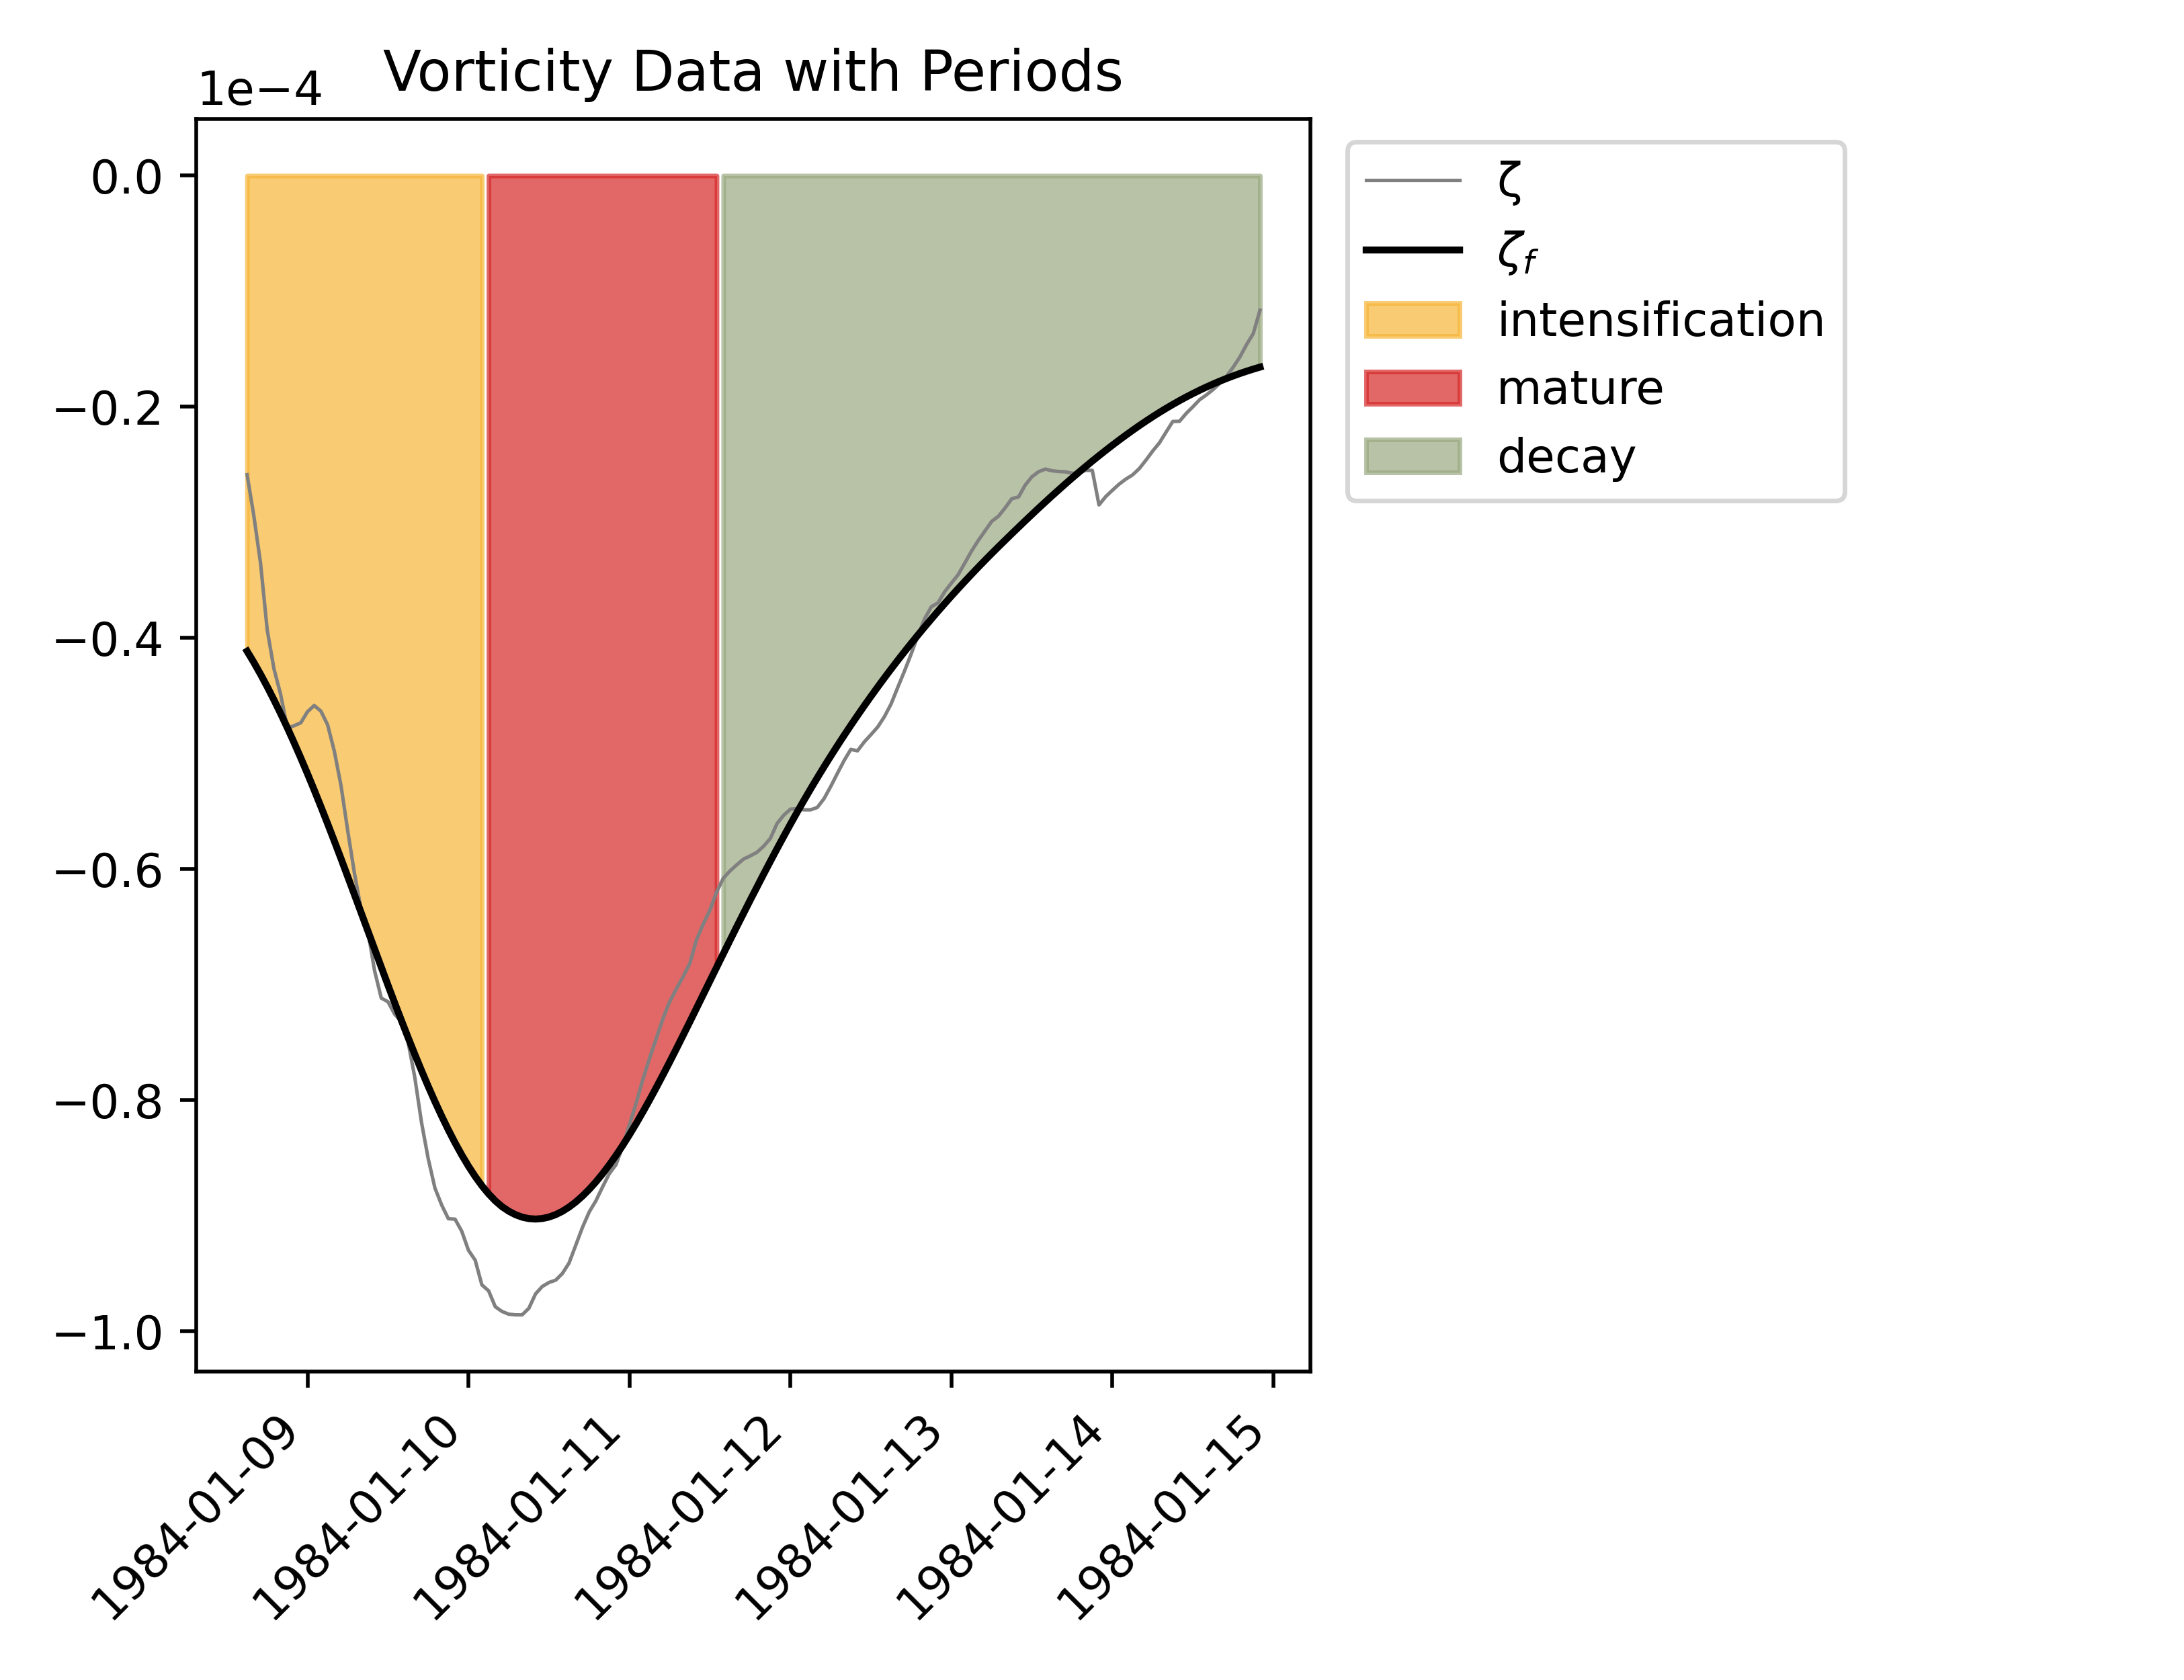 Vorticity Data with Periods
1e−4
0.0
−0.2
−0.4
−0.6
−0.8
−1.0
1984-01-09
1984-01-10
1984-01-11
1984-01-12
1984-01-13
1984-01-14
1984-01-15
ζ
ζf
intensification
mature
decay